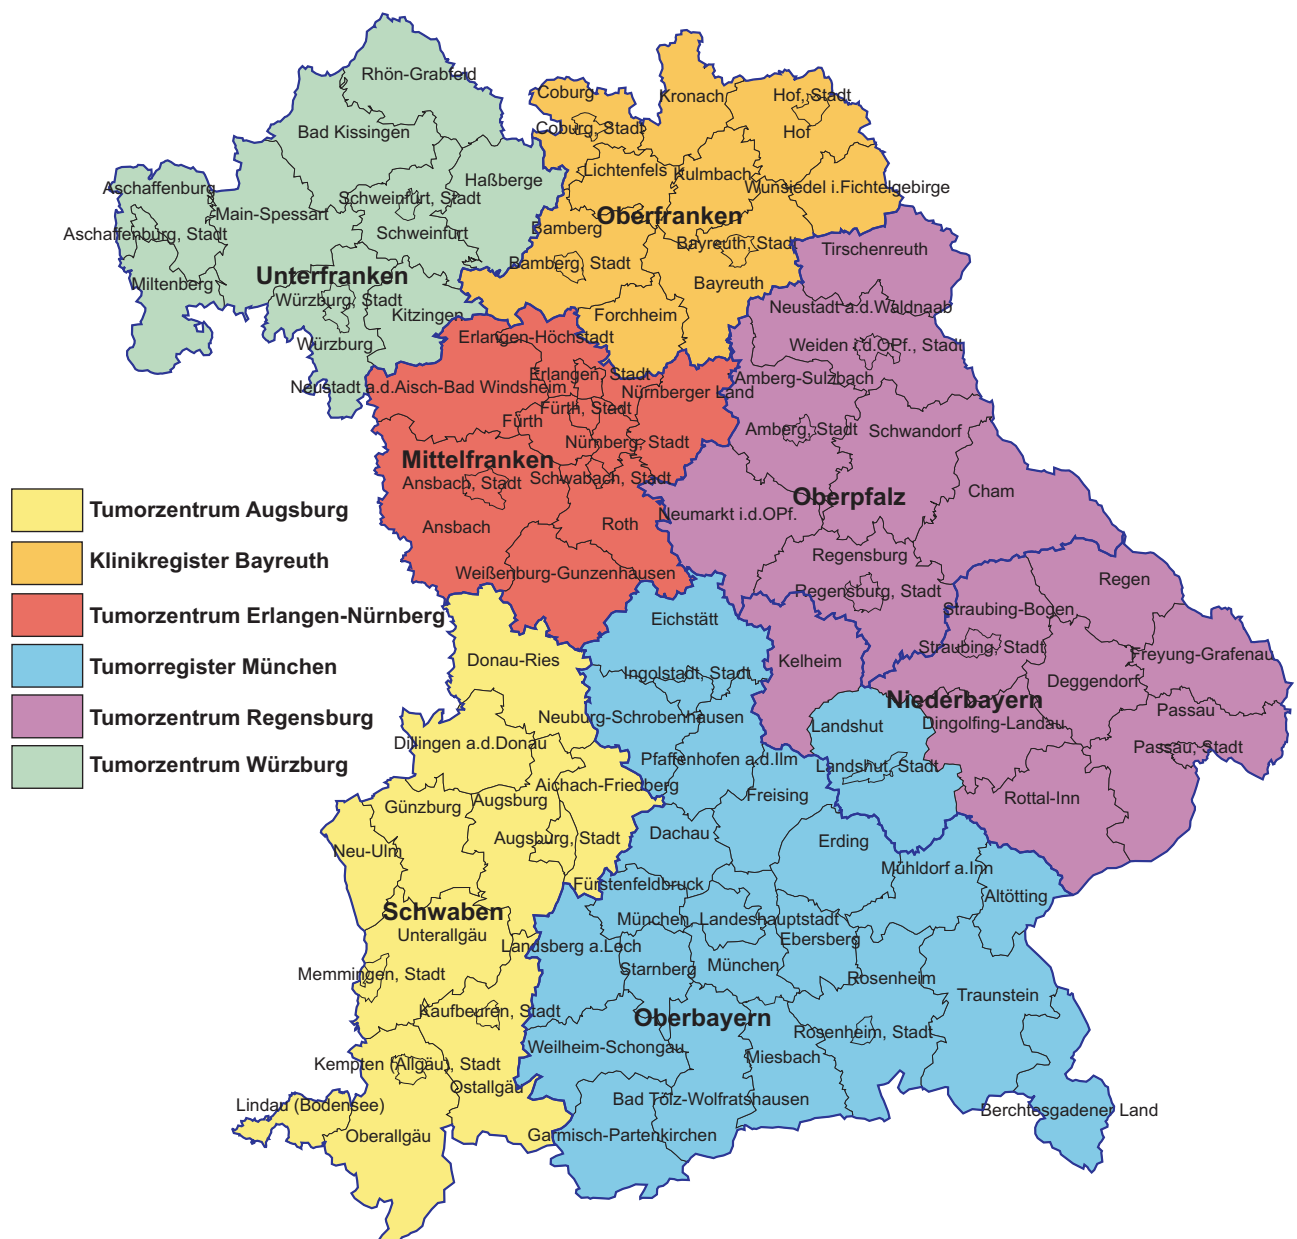 Rhön-Grabfeld
Coburg
Kronach
Hof, Stadt
Bad Kissingen
Coburg, Stadt
Hof
Lichtenfels
Kulmbach
Haßberge
Aschaffenburg
Wunsiedel i.Fichtelgebirge
Schweinfurt, Stadt
Main-Spessart
Oberfranken
Bamberg
Aschaffenburg, Stadt
Schweinfurt
Bayreuth, Stadt
Tirschenreuth
Bamberg, Stadt
Unterfranken
Miltenberg
Bayreuth
Würzburg, Stadt
Neustadt a.d.Waldnaab
Kitzingen
Forchheim
Erlangen-Höchstadt
Würzburg
Weiden i.d.OPf., Stadt
Erlangen, Stadt
Amberg-Sulzbach
Neustadt a.d.Aisch-Bad Windsheim
Nürnberger Land
Fürth, Stadt
Fürth
Amberg, Stadt
Schwandorf
Nürnberg, Stadt
Mittelfranken
Schwabach, Stadt
Ansbach, Stadt
Cham
Oberpfalz
Neumarkt i.d.OPf.
Ansbach
Roth
Regensburg
Weißenburg-Gunzenhausen
Regen
Regensburg, Stadt
Straubing-Bogen
Eichstätt
Straubing, Stadt
Freyung-Grafenau
Donau-Ries
Kelheim
Ingolstadt, Stadt
Deggendorf
Niederbayern
Passau
Neuburg-Schrobenhausen
Landshut
Dingolfing-Landau
Dillingen a.d.Donau
Passau, Stadt
Pfaffenhofen a.d.Ilm
Landshut, Stadt
Aichach-Friedberg
Freising
Rottal-Inn
Günzburg
Augsburg
Dachau
Augsburg, Stadt
Erding
Neu-Ulm
Mühldorf a.Inn
Fürstenfeldbruck
Altötting
Schwaben
München, Landeshauptstadt
Unterallgäu
Ebersberg
Landsberg a.Lech
Starnberg
München
Memmingen, Stadt
Rosenheim
Traunstein
Kaufbeuren, Stadt
Oberbayern
Rosenheim, Stadt
Weilheim-Schongau
Miesbach
Kempten (Allgäu), Stadt
Ostallgäu
Bad Tölz-Wolfratshausen
Lindau (Bodensee)
Berchtesgadener Land
Oberallgäu
Garmisch-Partenkirchen
Tumorzentrum Augsburg
Klinikregister Bayreuth
Tumorzentrum Erlangen-Nürnberg
Tumorregister München
Tumorzentrum Regensburg
Tumorzentrum Würzburg